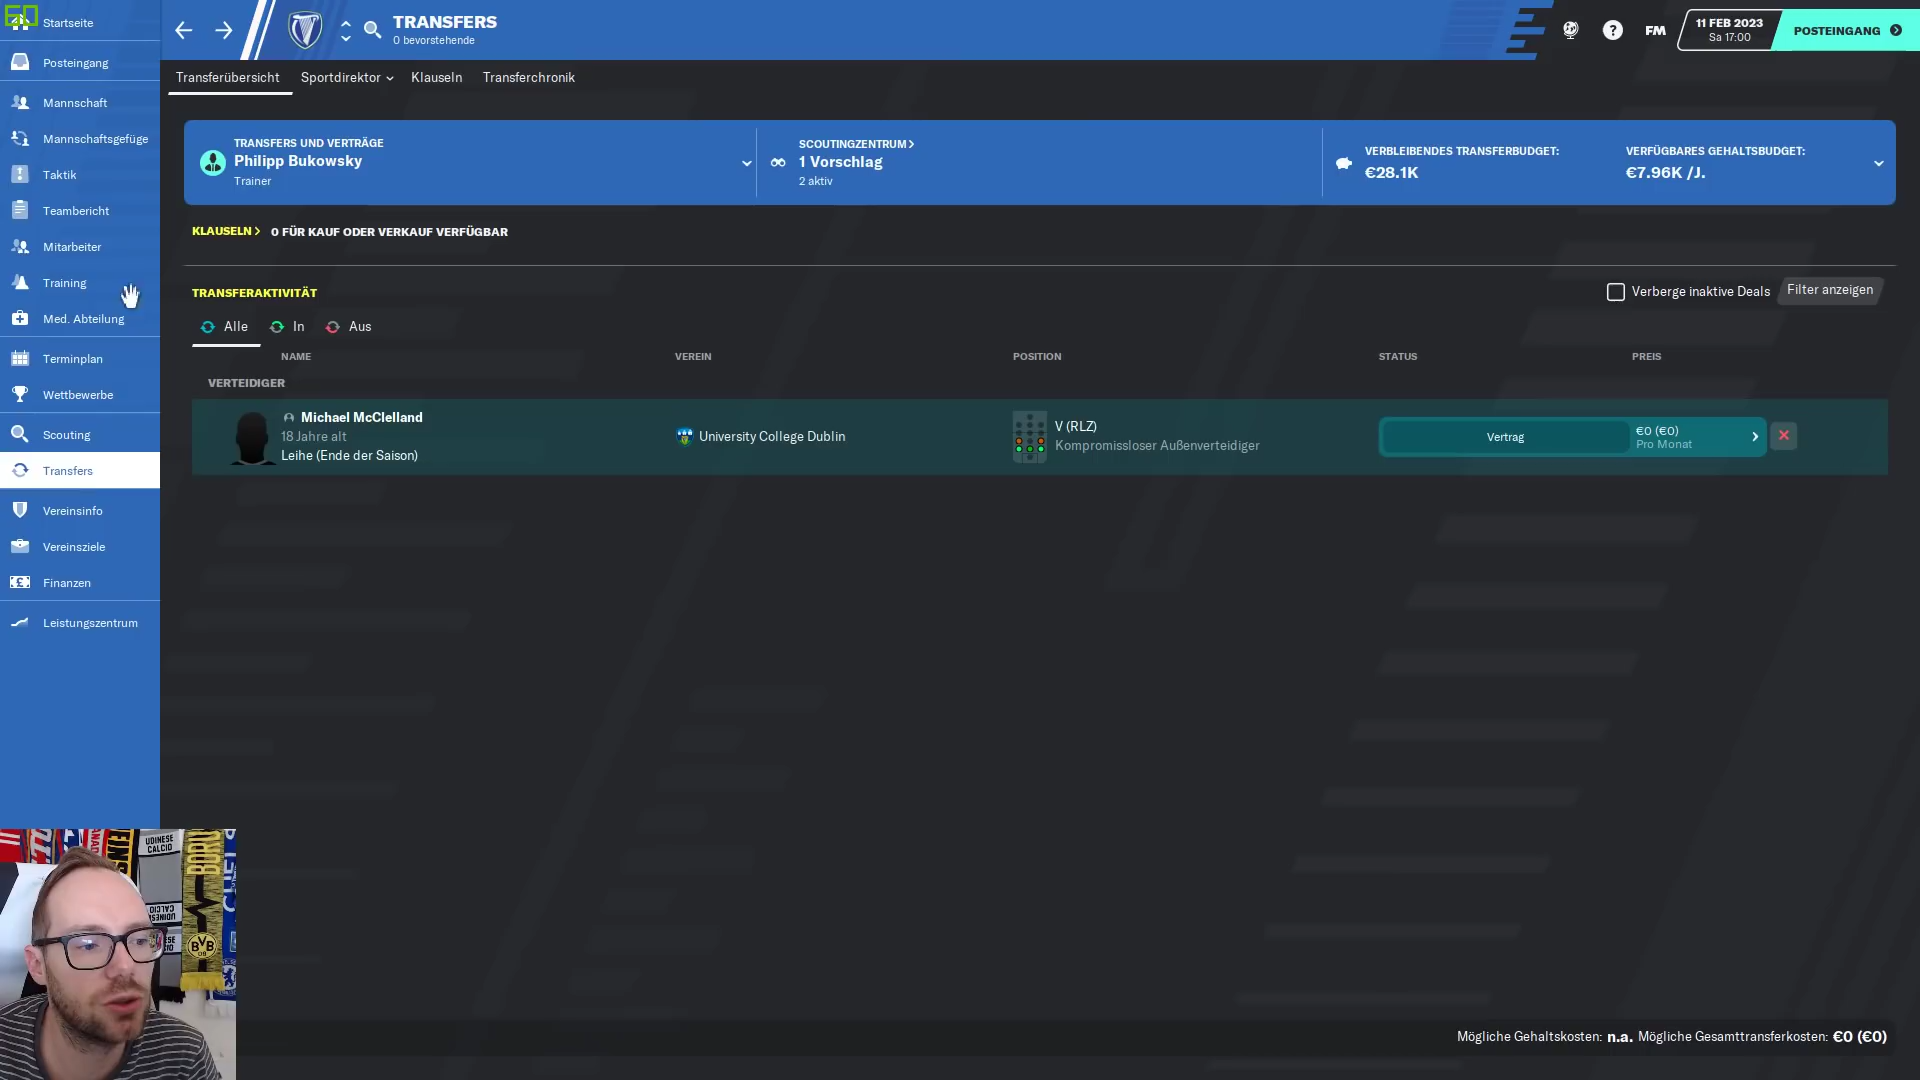 60
Startseite
Posteingang
Mannschaft
Mannschaftsgefüge
Taktik
Teambericht
Mitarbeiter
Training
Med. Abteilung
Terminplan
Wettbewerbe
Scouting
Transfers
Vereinsinfo
Vereinsziele
Finanzen
Leistungszentrum
TRANSFERS
0 bevorstehende
FM
11 FEB 2023
Sa 17:00
POSTEINGANG
Transferübersicht Sportdirektor Klauseln Transferchronik
TRANSFERS UND VERTRÄGE
Philipp Bukowsky
Trainer
SCOUTINGZENTRUM
1 Vorschlag
2 aktiv
VERBLEIBENDES TRANSFERBUDGET:
€28.1K
VERFÜGBARES GEHALTSBUDGET:
€7.96K /J.
KLAUSELN 0 FÜR KAUF ODER VERKAUF VERFÜGBAR
TRANSFERAKTIVITÄT
Verberge inaktive Deals Filter anzeigen
Alle In Aus
NAME VEREIN POSITION STATUS PREIS
VERTEIDIGER
Michael McClelland
18 Jahre alt
Leihe (Ende der Saison)
University College Dublin
V (RLZ)
Kompromissloser Außenverteidiger
Vertrag
€0 (€0)
Pro Monat
Mögliche Gehaltskosten: n.a. Mögliche Gesamttransferkosten: €0 (€0)
UDINESE
CALCIO
BVB
09